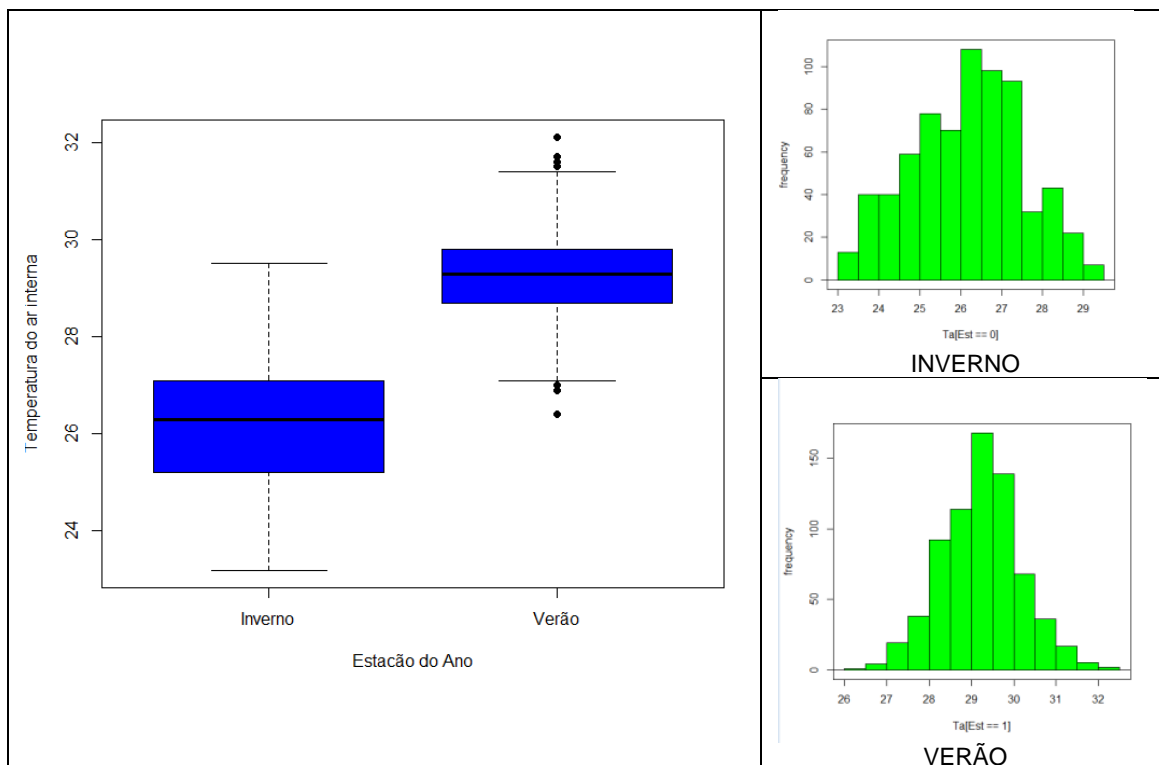 Temperatura do ar interna
32
30
28
26
24
Inverno
Verão
Estacão do Ano
frequency
100
80
60
40
20
0
23 24 25 26 27 28 29
Ta[Est == 0]
INVERNO
frequency
150
100
50
0
26 27 28 29 30 31 32
Ta[Est == 1]
VERÃO